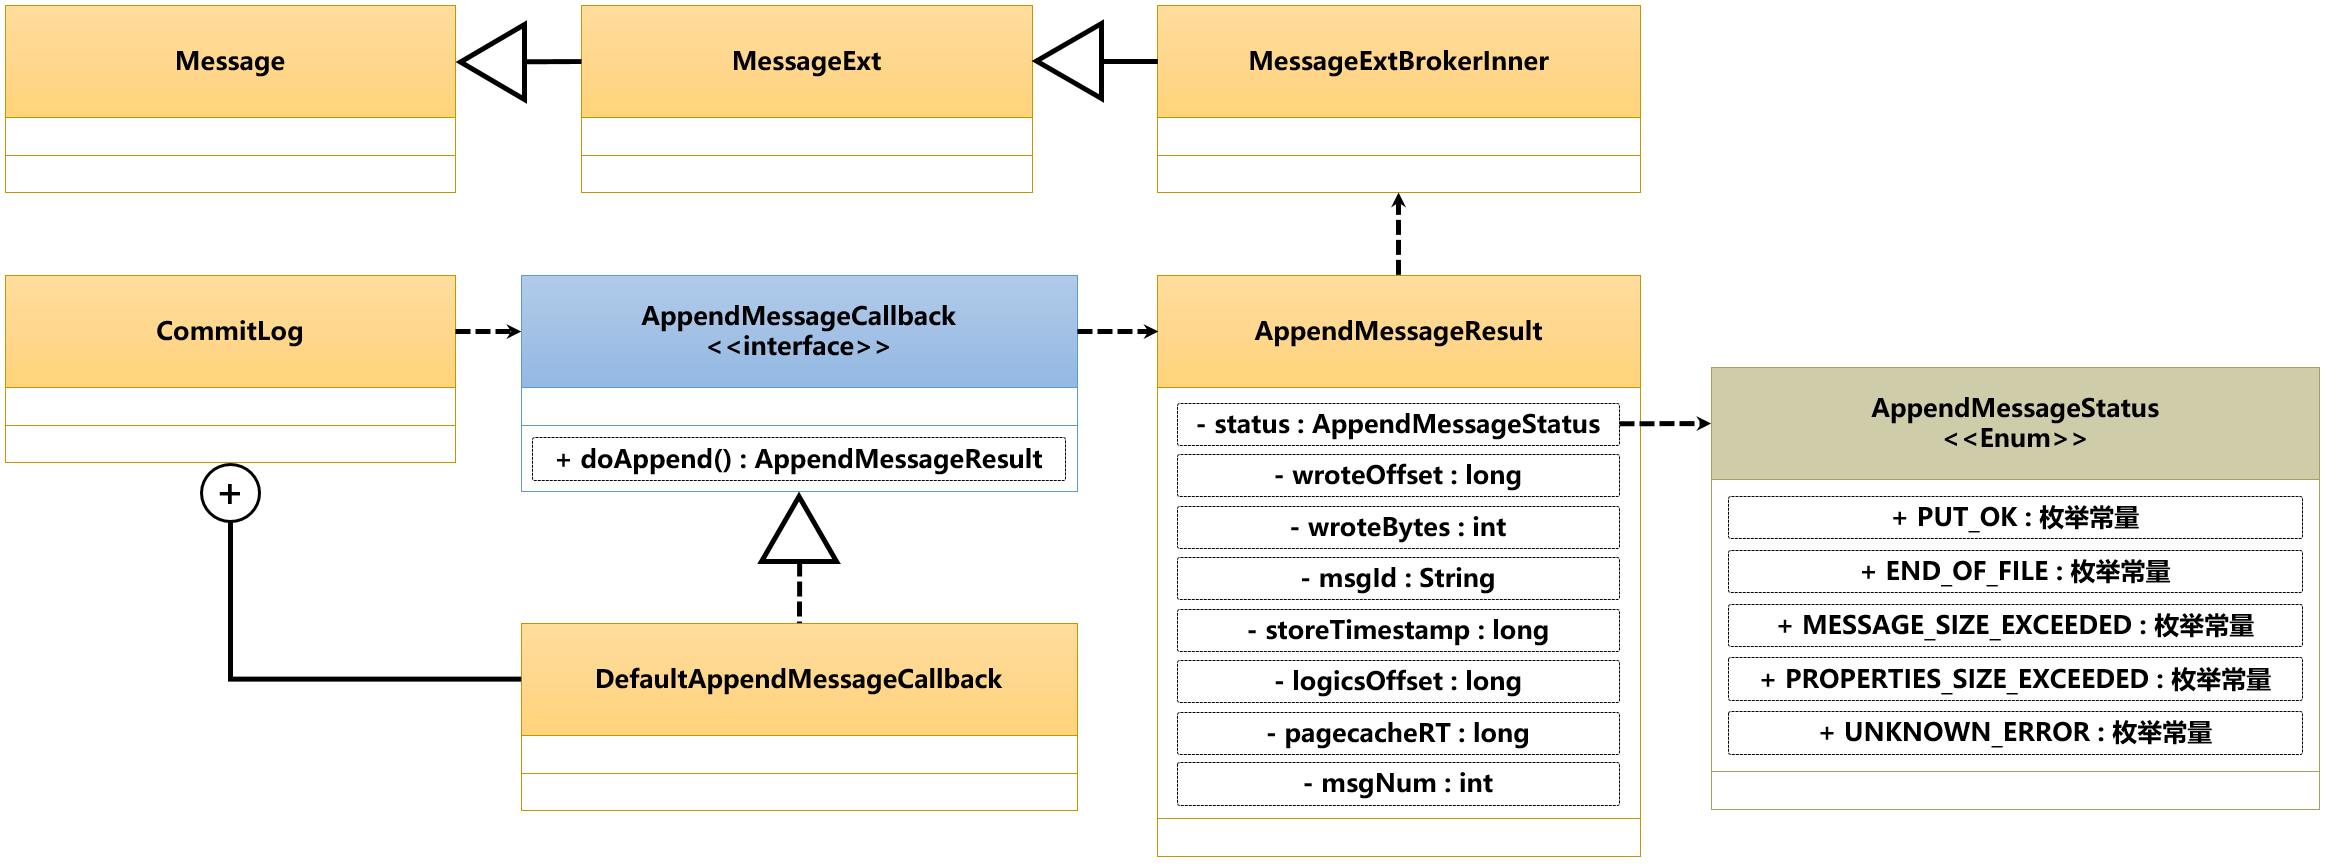 Message
MessageExt
MessageExtBrokerInner
CommitLog
AppendMessageCallback
<<interface>>
+ doAppend() : AppendMessageResult
DefaultAppendMessageCallback
+
AppendMessageResult
- status : AppendMessageStatus
- wroteOffset : long
- wroteBytes : int
- msgId : String
- storeTimestamp : long
- logicsOffset : long
- pagecacheRT : long
- msgNum : int
AppendMessageStatus
<<Enum>>
+ PUT_OK : 枚举常量
+ END_OF_FILE : 枚举常量
+ MESSAGE_SIZE_EXCEEDED : 枚举常量
+ PROPERTIES_SIZE_EXCEEDED : 枚举常量
+ UNKNOWN_ERROR : 枚举常量